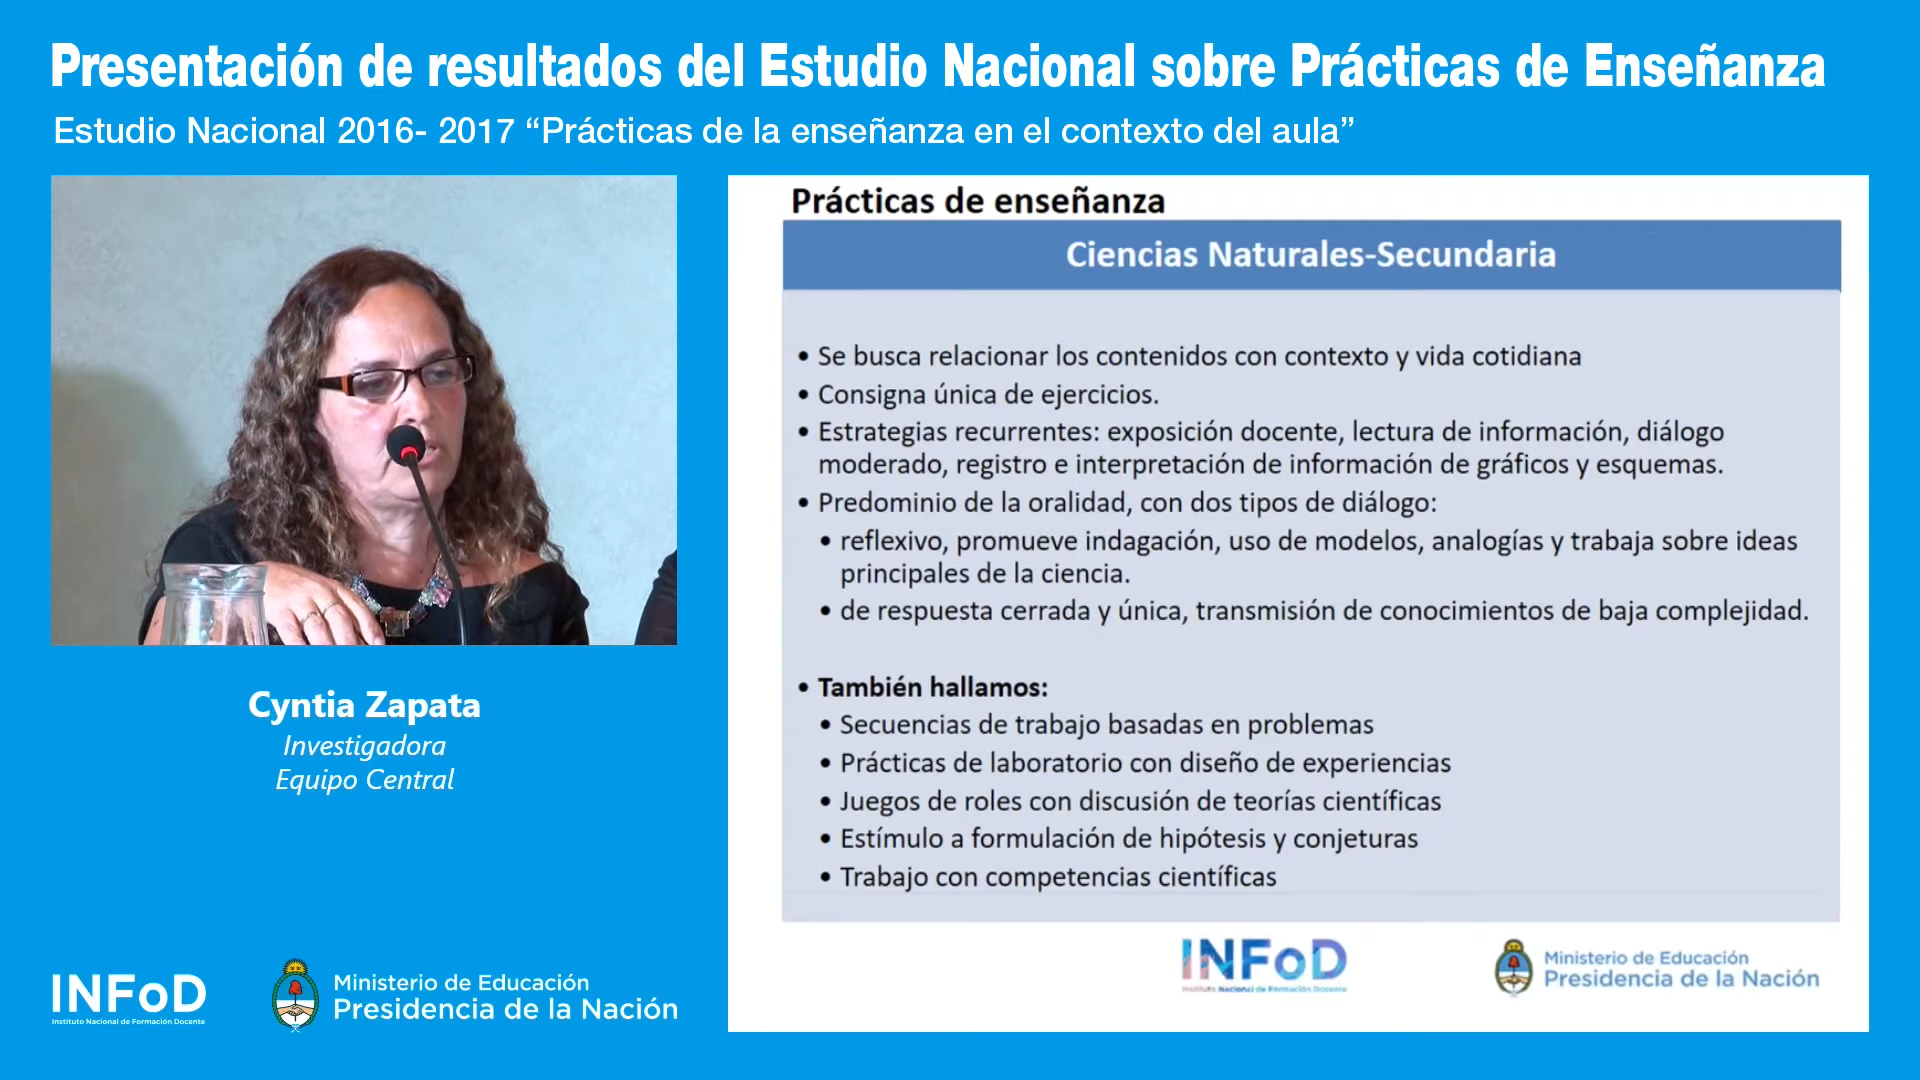 Presentación de resultados del Estudio Nacional sobre Prácticas de Enseñanza
Estudio Nacional 2016- 2017 “Prácticas de la enseñanza en el contexto del aula”
Prácticas de enseñanza
Ciencias Naturales-Secundaria
• Se busca relacionar los contenidos con contexto y vida cotidiana
• Consigna única de ejercicios.
• Estrategias recurrentes: exposición docente, lectura de información, diálogo
moderado, registro e interpretación de información de gráficos y esquemas.
• Predominio de la oralidad, con dos tipos de diálogo:
• reflexivo, promueve indagación, uso de modelos, analogías y trabaja sobre ideas
principales de la ciencia.
• de respuesta cerrada y única, transmisión de conocimientos de baja complejidad.
• También hallamos:
• Secuencias de trabajo basadas en problemas
• Prácticas de laboratorio con diseño de experiencias
• Juegos de roles con discusión de teorías científicas
• Estímulo a formulación de hipótesis y conjeturas
• Trabajo con competencias científicas
INFoD
Instituto Nacional de Formación Docente
Ministerio de Educación
Presidencia de la Nación
Cyntia Zapata
Investigadora
Equipo Central
INFoD
Instituto Nacional de Formación Docente
Ministerio de Educación
Presidencia de la Nación